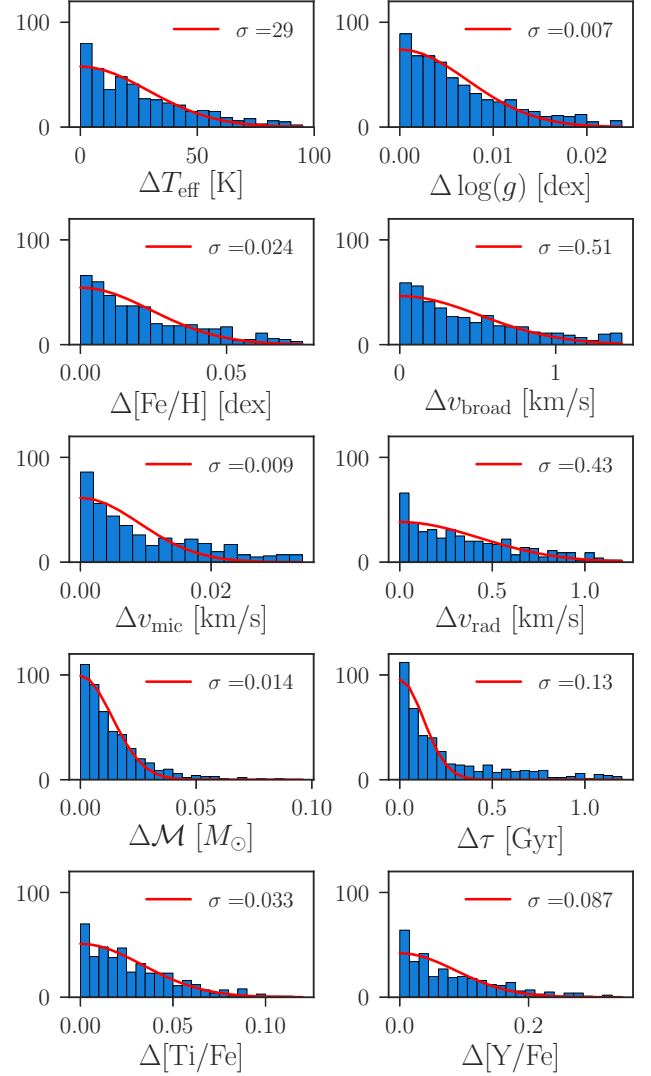 100
0
σ =29
0 50 100
ΔT_eff [K]
100
0
σ =0.007
0.00 0.01 0.02
Δ log(g) [dex]
100
0
σ =0.024
0.00 0.05
Δ[Fe/H] [dex]
100
0
σ =0.51
0 1
Δv_broad [km/s]
100
0
σ =0.009
0.00 0.02
Δv_mic [km/s]
100
0
σ =0.43
0.0 0.5 1.0
Δv_rad [km/s]
100
0
σ =0.014
0.00 0.05 0.10
Δℳ [M_⊙]
100
0
σ =0.13
0.0 0.5 1.0
Δτ [Gyr]
100
0
σ =0.033
0.00 0.05 0.10
Δ[Ti/Fe]
100
0
σ =0.087
0.0 0.2
Δ[Y/Fe]